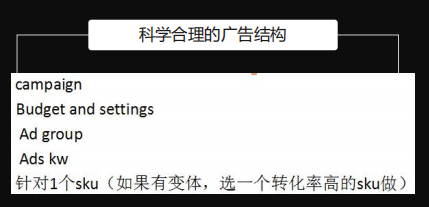 科学合理的广告结构
campaign
Budget and settings
Ad group
Ads kw
针对1个sku（如果有变体，选一个转化率高的sku做）